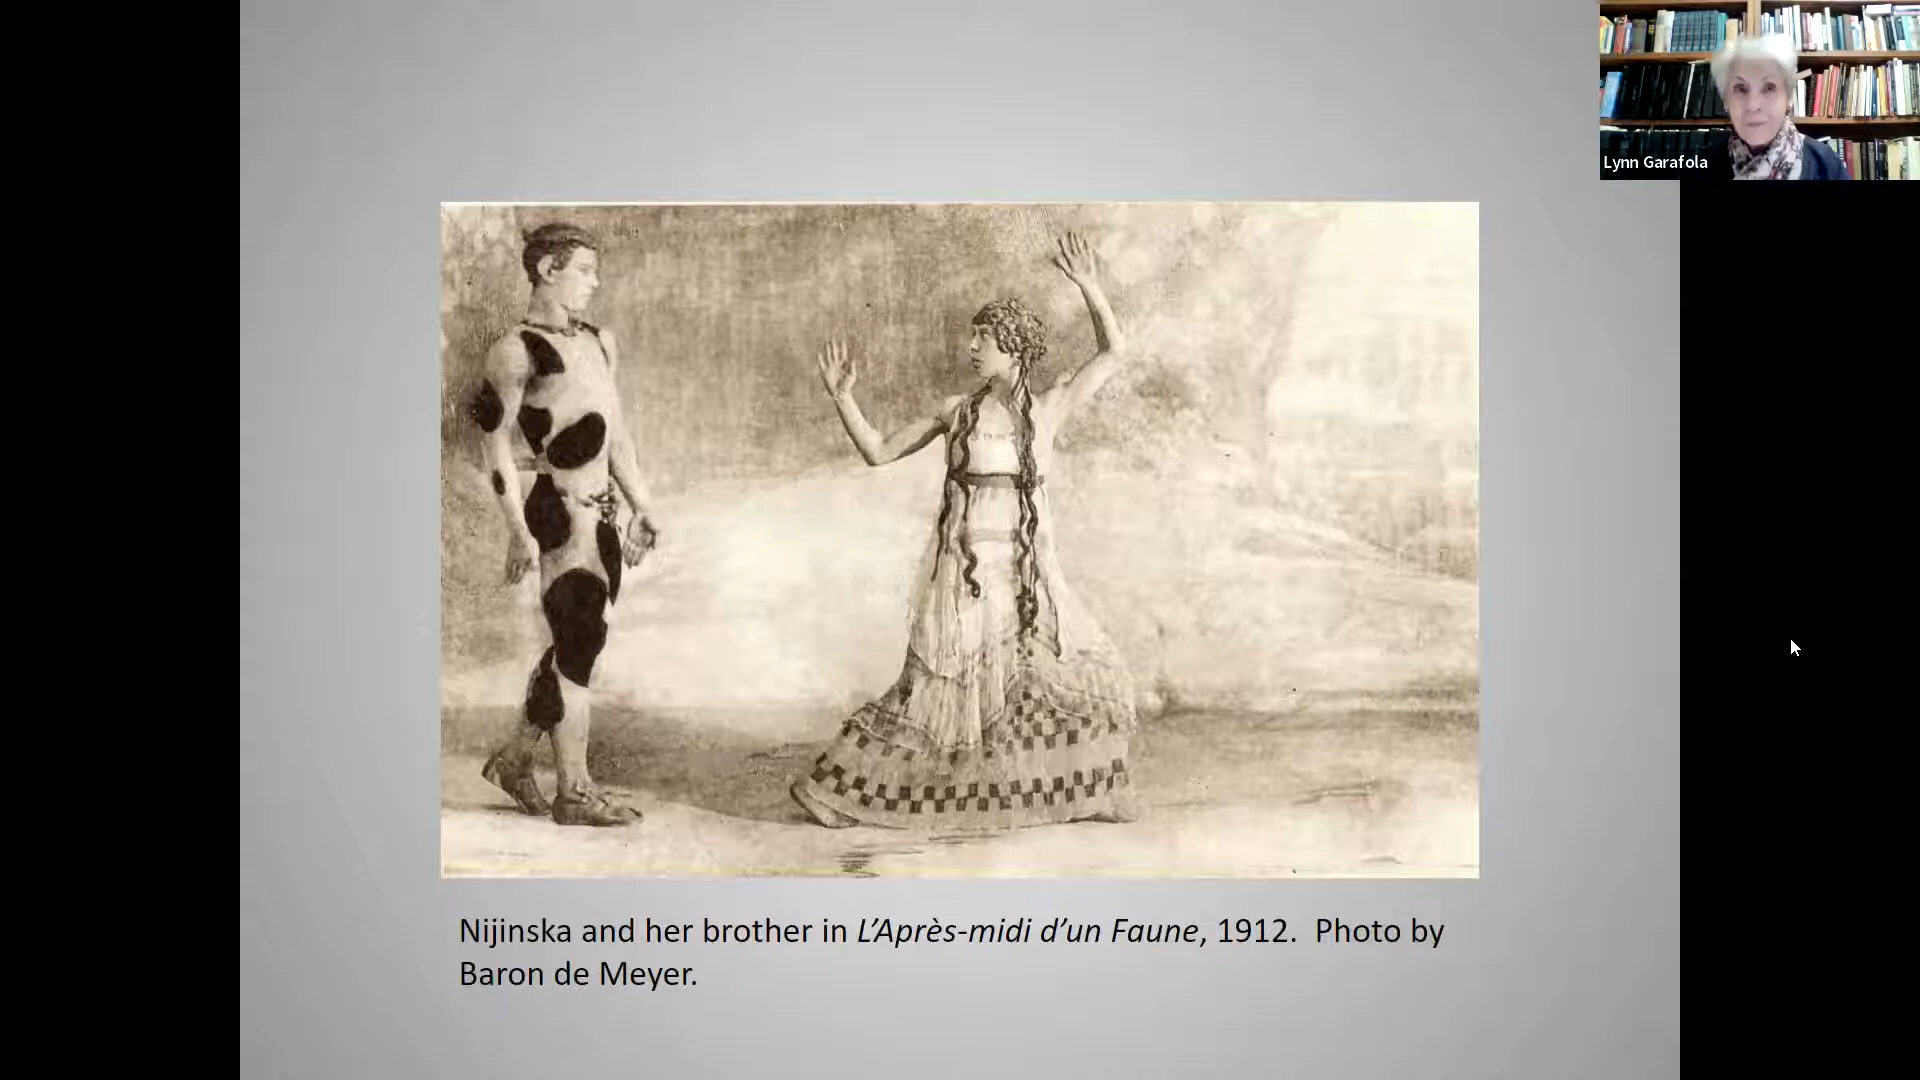 Lynn Garafola
Nijinska and her brother in L’Après-midi d’un Faune, 1912.  Photo by
Baron de Meyer.